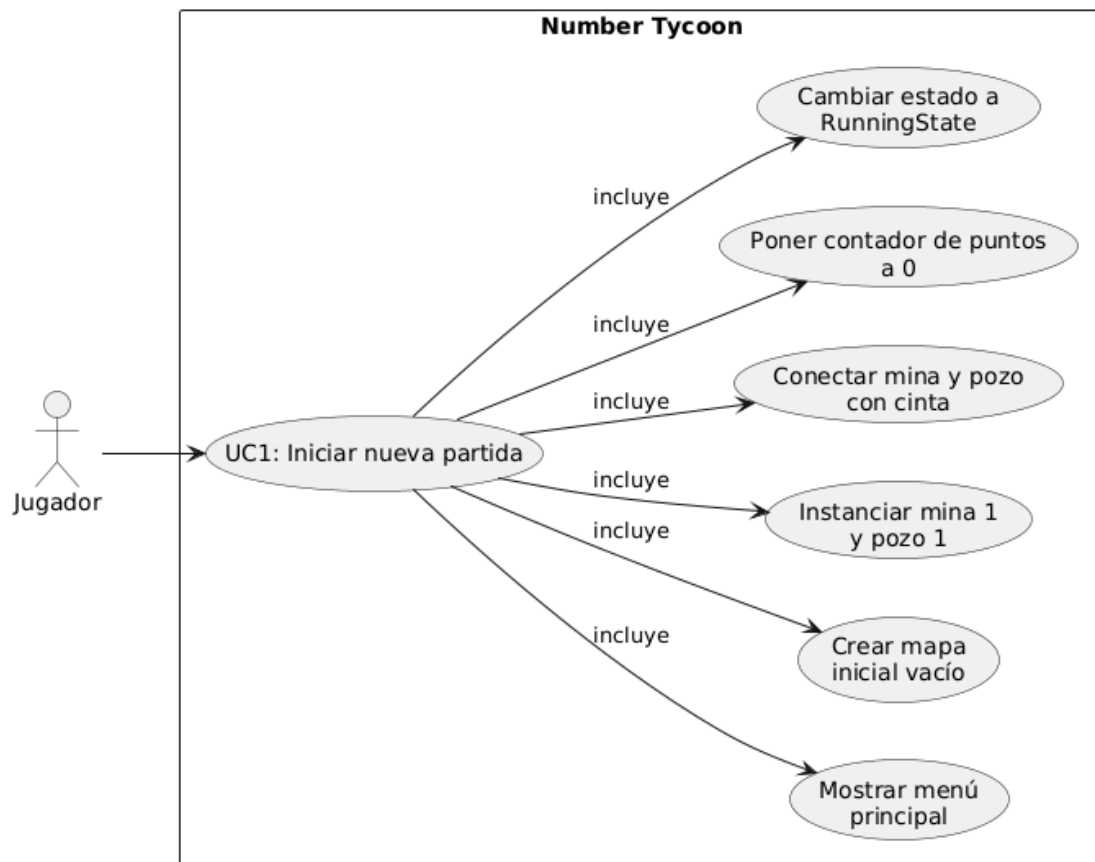 Number Tycoon
Cambiar estado a
RunningState
incluye
Poner contador de puntos
a 0
incluye
Conectar mina y pozo
con cinta
incluye
UC1: Iniciar nueva partida
Jugador
incluye
Instanciar mina 1
y pozo 1
incluye
Crear mapa
inicial vacío
incluye
Mostrar menú
principal